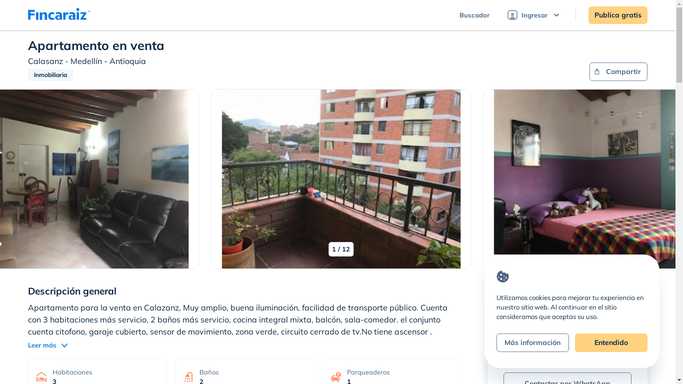 Fincaraiz
Buscador
Ingresar
Publica gratis
Apartamento en venta
Calasanz - Medellín - Antioquia
Inmobiliaria
Compartir
1 / 12
Descripción general
Apartamento para la venta en Calazanz, Muy amplio, buena iluminación. facilidad de transporte público. Cuenta
con 3 habitaciones más servicio, 2 baños más servicio, cocina integral mixta, balcón, sala-comedor. el conjunto
cuenta citofono, garaje cubierto, sensor de movimiento, zona verde, circuito cerrado de tv.No tiene ascensor .
Leer más
Habitaciones
3
Baños
2
Parqueaderos
1
Utilizamos cookies para mejorar tu experiencia en
nuestro sitio web. Al continuar en el sitio
consideramos que aceptas su uso.
Más información
Entendido
Contactar por WhatsApp